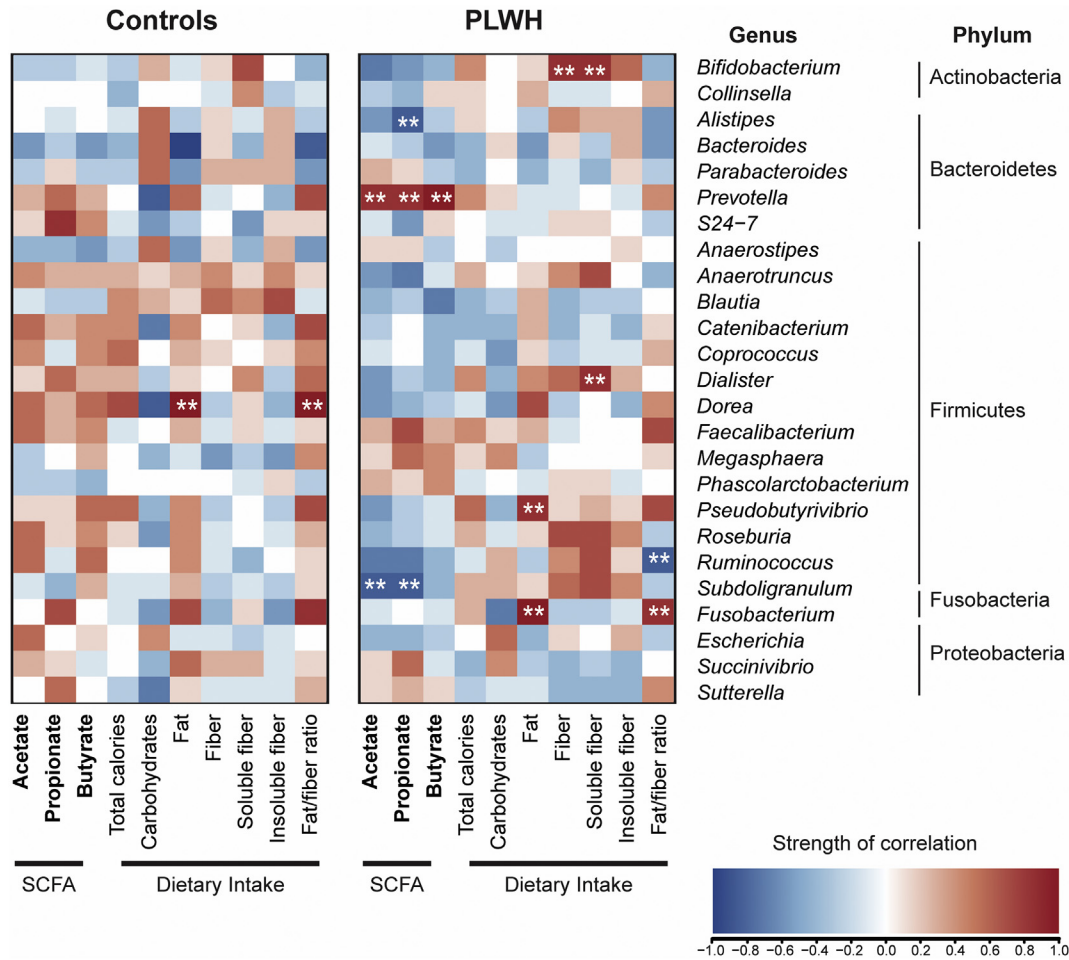 Controls
PLWH
Genus
Phylum
** **
Bifidobacterium
Actinobacteria
Collinsella
**
Alistipes
Bacteroides
Bacteroidetes
Parabacteroides
** ** **
Prevotella
S24−7
Anaerostipes
Anaerotruncus
Blautia
Catenibacterium
Coprococcus
**
Dialister
** **
Dorea
Firmicutes
Faecalibacterium
Megasphaera
Phascolarctobacterium
**
Pseudobutyrivibrio
Roseburia
**
Ruminococcus
** **
Subdoligranulum
Fusobacteria
** **
Fusobacterium
Escherichia
Proteobacteria
Succinivibrio
Sutterella
Acetate
Propionate
Butyrate
Total calories
Carbohydrates
Fat
Fiber
Soluble fiber
Insoluble fiber
Fat/fiber ratio
Acetate
Propionate
Butyrate
Total calories
Carbohydrates
Fat
Fiber
Soluble fiber
Insoluble fiber
Fat/fiber ratio
SCFA
Dietary Intake
SCFA
Dietary Intake
Strength of correlation
−1.0 −0.8 −0.6 −0.4 −0.2 0.0 0.2 0.4 0.6 0.8 1.0